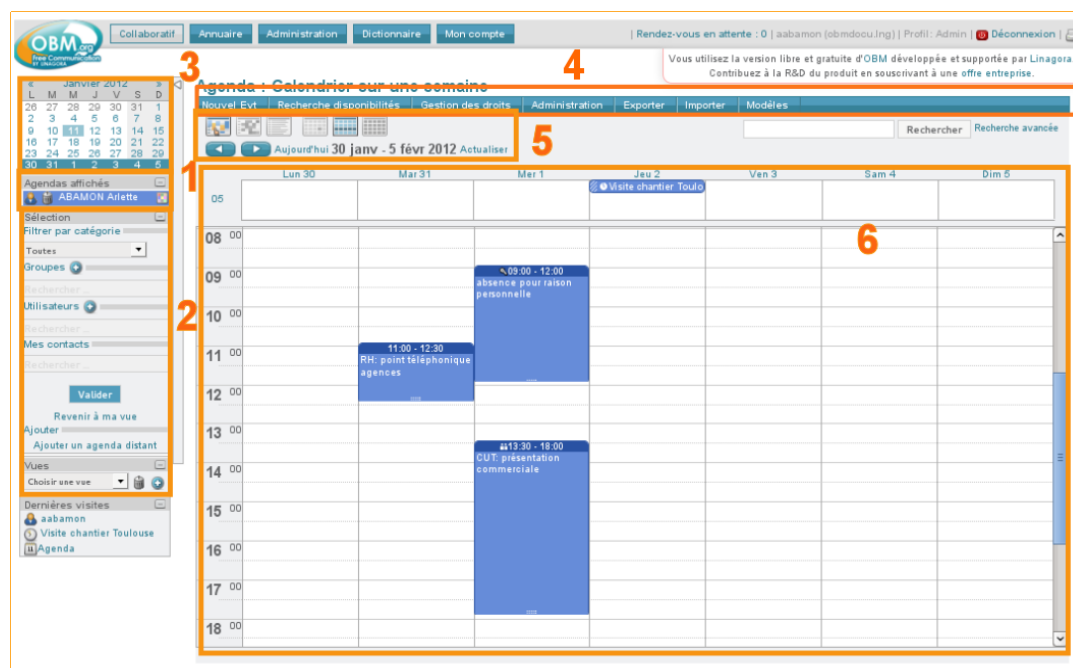 OBM.org
Free Communication
BY LINAGORA
Collaboratif Annuaire Administration Dictionnaire Mon compte
| Rendez-vous en attente : 0 | aabamon (obmdocu.lng) | Profil: Admin | Déconnexion |
Vous utilisez la version libre et gratuite d'OBM développée et supportée par Linagora.
Contribuez à la R&D du produit en souscrivant à une offre entreprise.
3
4
« Janvier 2012 »
L M M J V S D
26 27 28 29 30 31 1
2 3 4 5 6 7 8
9 10 11 12 13 14 15
16 17 18 19 20 21 22
23 24 25 26 27 28 29
30 31 1 2 3 4 5
Agenda : Calendrier sur une semaine
Nouvel Evt Recherche disponibilités Gestion des droits Administration Exporter Importer Modèles
5
Rechercher Recherche avancée
Aujourd'hui 30 janv - 5 févr 2012 Actualiser
1
Agendas affichés
ABAMON Arlette
Sélection
Filtrer par catégorie
Toutes
Groupes
Rechercher ...
Utilisateurs
Rechercher ...
2
Mes contacts
Rechercher ...
Valider
Revenir à ma vue
Ajouter
Ajouter un agenda distant
Vues
Choisir une vue
Dernières visites
aabamon
Visite chantier Toulouse
Agenda
Lun 30 Mar 31 Mer 1 Jeu 2 Ven 3 Sam 4 Dim 5
05
Visite chantier Toulo
6
08 00
09 00
09:00 - 12:00
absence pour raison
personnelle
10 00
11 00
11:00 - 12:30
RH: point téléphonique
agences
12 00
13 00
13:30 - 18:00
CUT: présentation
commerciale
14 00
15 00
16 00
17 00
18 00